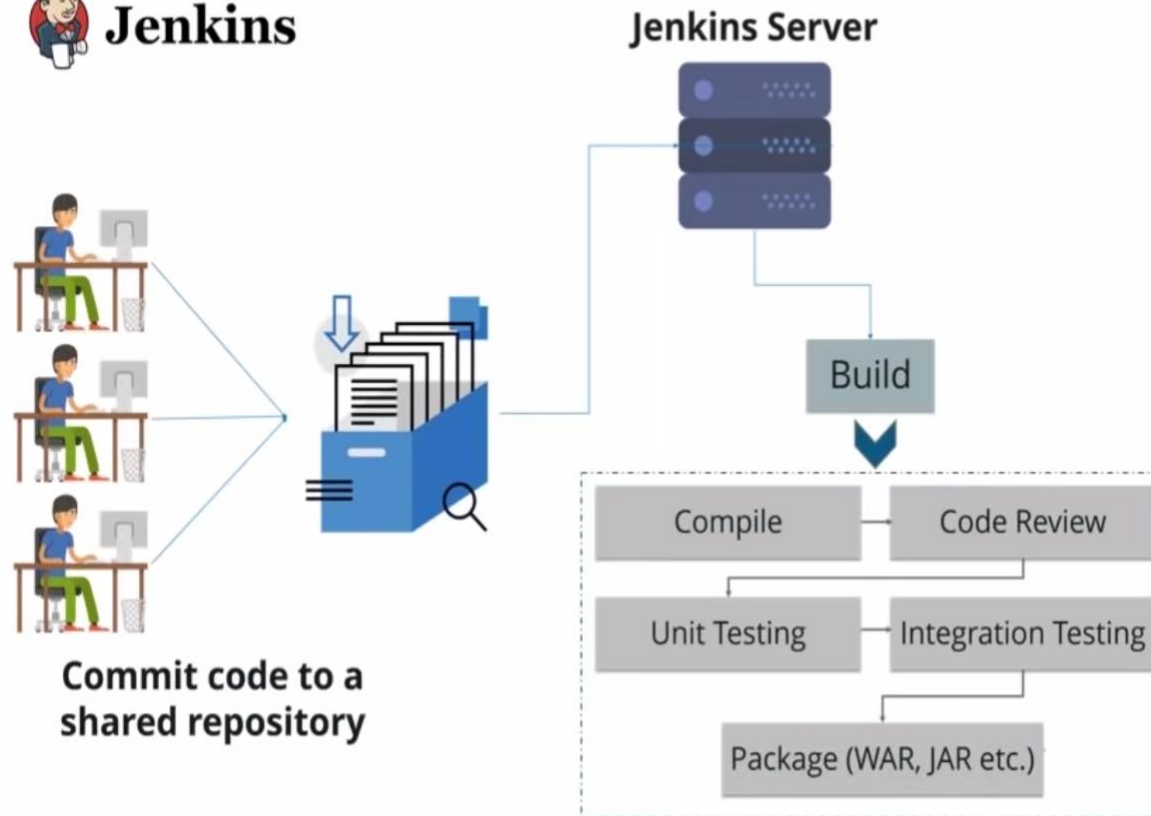 Jenkins
Jenkins Server
Build
Compile
Code Review
Unit Testing
Integration Testing
Package (WAR, JAR etc.)
Commit code to a
shared repository